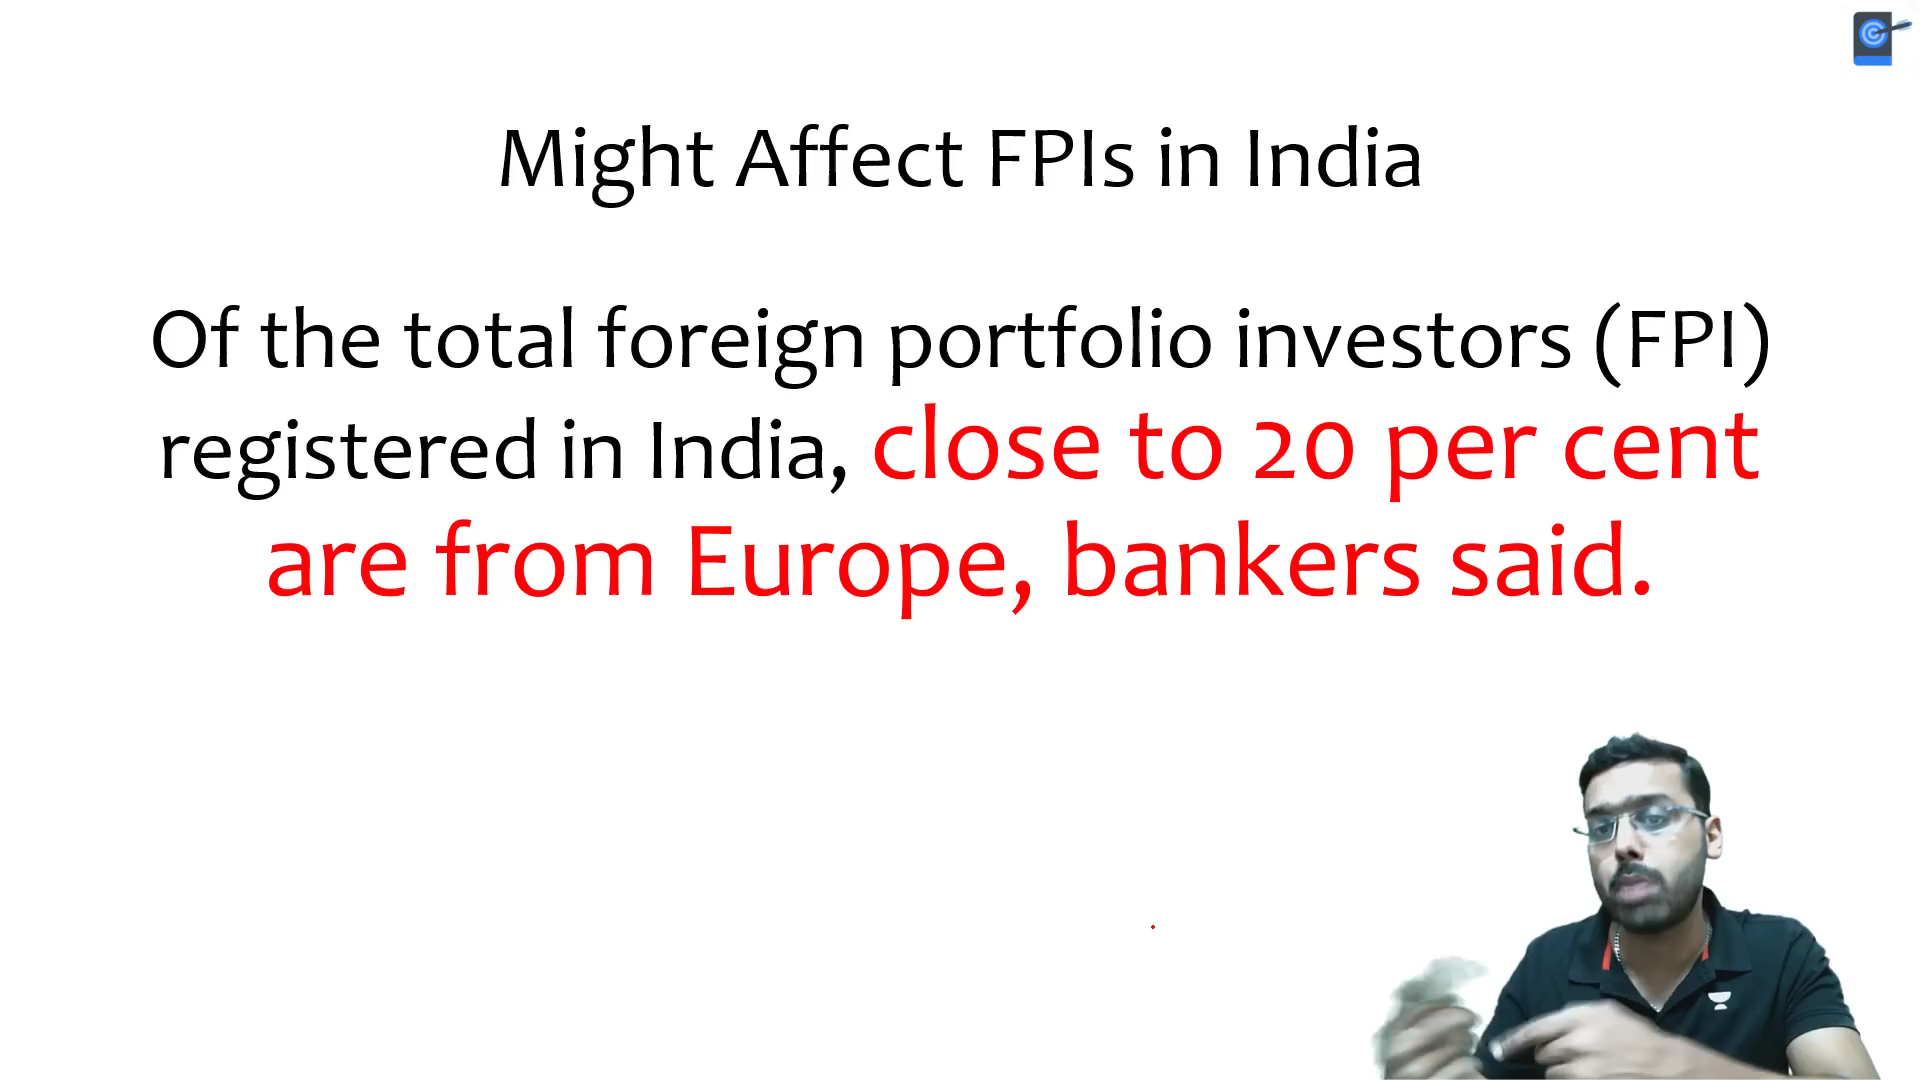 Might Affect FPIs in India
Of the total foreign portfolio investors (FPI)
registered in India, close to 20 per cent
are from Europe, bankers said.